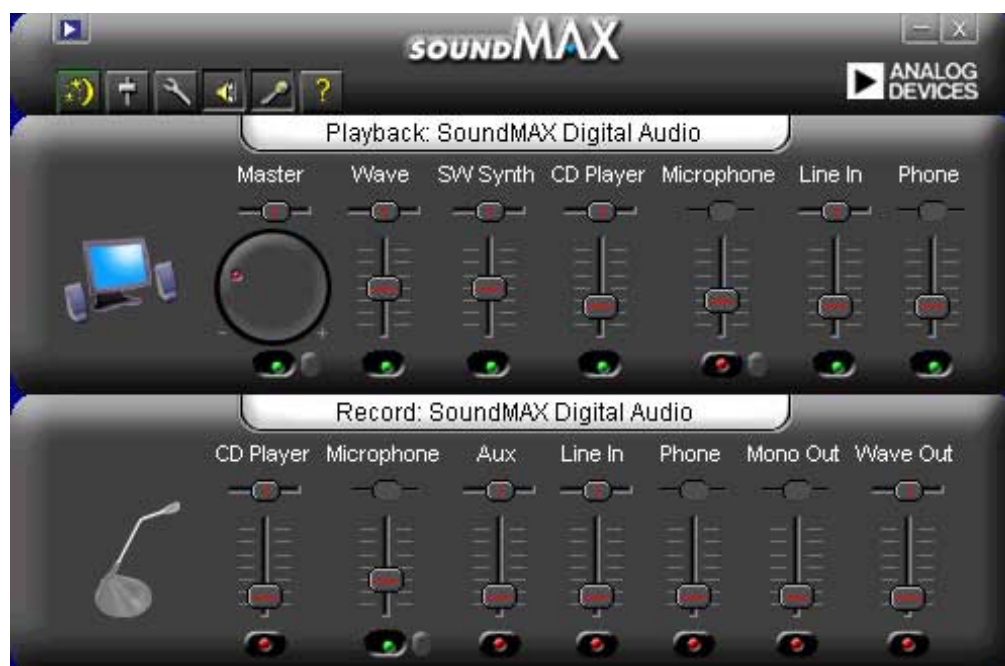 SOUNDMAX
X
ANALOG
DEVICES
?
Playback: SoundMAX Digital Audio
Master Wave SW Synth CD Player Microphone Line In Phone
- +
Record: SoundMAX Digital Audio
CD Player Microphone Aux Line In Phone Mono Out Wave Out